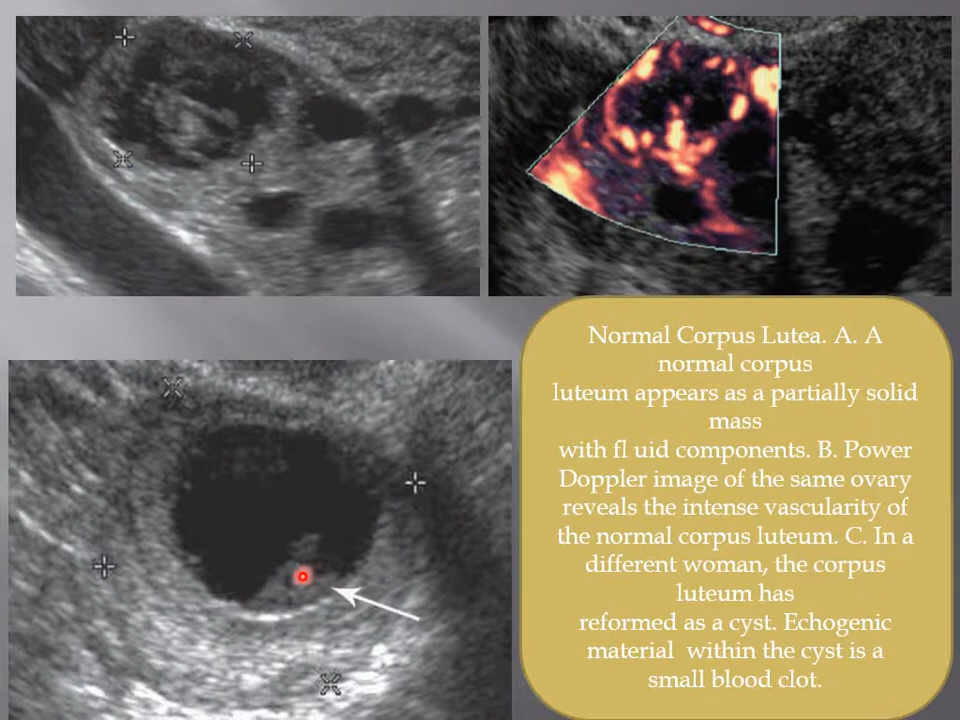 Normal Corpus Lutea. A. A
normal corpus
luteum appears as a partially solid
mass
with fl uid components. B. Power
Doppler image of the same ovary
reveals the intense vascularity of
the normal corpus luteum. C. In a
different woman, the corpus
luteum has
reformed as a cyst. Echogenic
material  within the cyst is a
small blood clot.